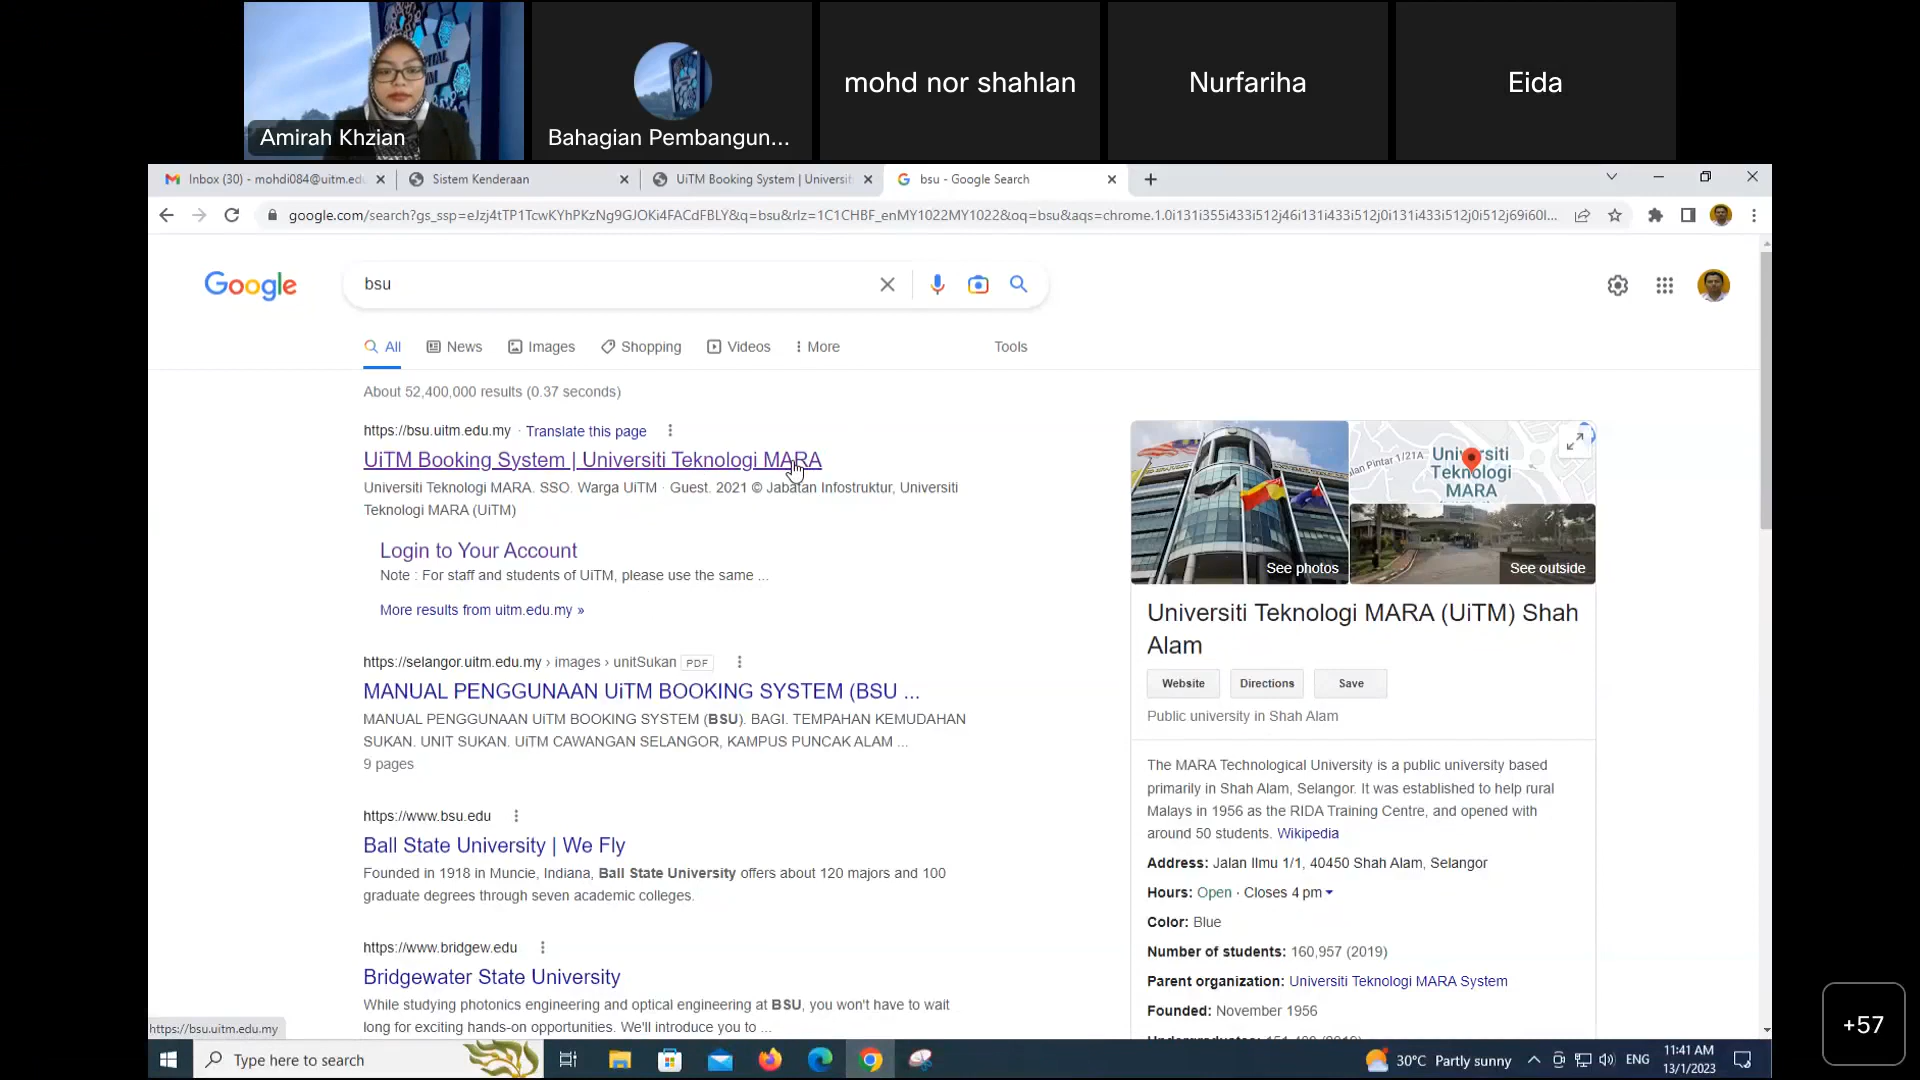 Amirah Khzian
Bahagian Pembangun...
mohd nor shahlan
Nurfariha
Eida
Inbox (30) - mohdi084@uitm.ed
Sistem Kenderaan
UiTM Booking System | Universit
bsu - Google Search
google.com/search?gs_ssp=eJzj4tTP1TcwKYhPKzNg9GJOKi4FACdFBLY&q=bsu&rlz=1C1CHBF_enMY1022MY1022&oq=bsu&aqs=chrome.1.0i131i355i433i512j46i131i433i512j0i131i433i512j0i512j69i60l...
Google
bsu
All
News
Images
Shopping
Videos
More
Tools
About 52,400,000 results (0.37 seconds)
https://bsu.uitm.edu.my · Translate this page
UiTM Booking System | Universiti Teknologi MARA
Universiti Teknologi MARA. SSO. Warga UiTM · Guest. 2021 © Jabatan Infostruktur, Universiti
Teknologi MARA (UiTM)
Login to Your Account
Note : For staff and students of UiTM, please use the same ...
More results from uitm.edu.my »
https://selangor.uitm.edu.my › images › unitSukan PDF
MANUAL PENGGUNAAN UiTM BOOKING SYSTEM (BSU ...
MANUAL PENGGUNAAN UiTM BOOKING SYSTEM (BSU). BAGI. TEMPAHAN KEMUDAHAN
SUKAN. UNIT SUKAN. UiTM CAWANGAN SELANGOR, KAMPUS PUNCAK ALAM ...
9 pages
https://www.bsu.edu
Ball State University | We Fly
Founded in 1918 in Muncie, Indiana, Ball State University offers about 120 majors and 100
graduate degrees through seven academic colleges.
https://www.bridgew.edu
Bridgewater State University
While studying photonics engineering and optical engineering at BSU, you won't have to wait
long for exciting hands-on opportunities. We'll introduce you to ...
https://bsu.uitm.edu.my
See photos
alan Pintar 1/21A
Universiti
Teknologi
MARA
See outside
Universiti Teknologi MARA (UiTM) Shah
Alam
Website
Directions
Save
Public university in Shah Alam
The MARA Technological University is a public university based
primarily in Shah Alam, Selangor. It was established to help rural
Malays in 1956 as the RIDA Training Centre, and opened with
around 50 students. Wikipedia
Address: Jalan Ilmu 1/1, 40450 Shah Alam, Selangor
Hours: Open · Closes 4 pm
Color: Blue
Number of students: 160,957 (2019)
Parent organization: Universiti Teknologi MARA System
Founded: November 1956
+57
Type here to search
30°C Partly sunny
ENG
11:41 AM
13/1/2023